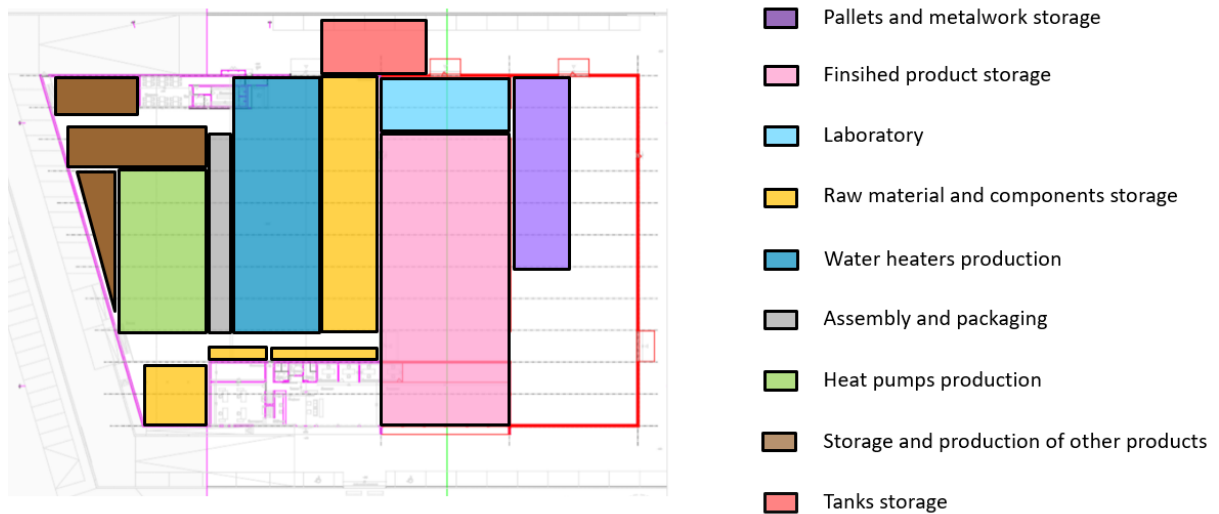 Pallets and metalwork storage
Finsihed product storage
Laboratory
Raw material and components storage
Water heaters production
Assembly and packaging
Heat pumps production
Storage and production of other products
Tanks storage